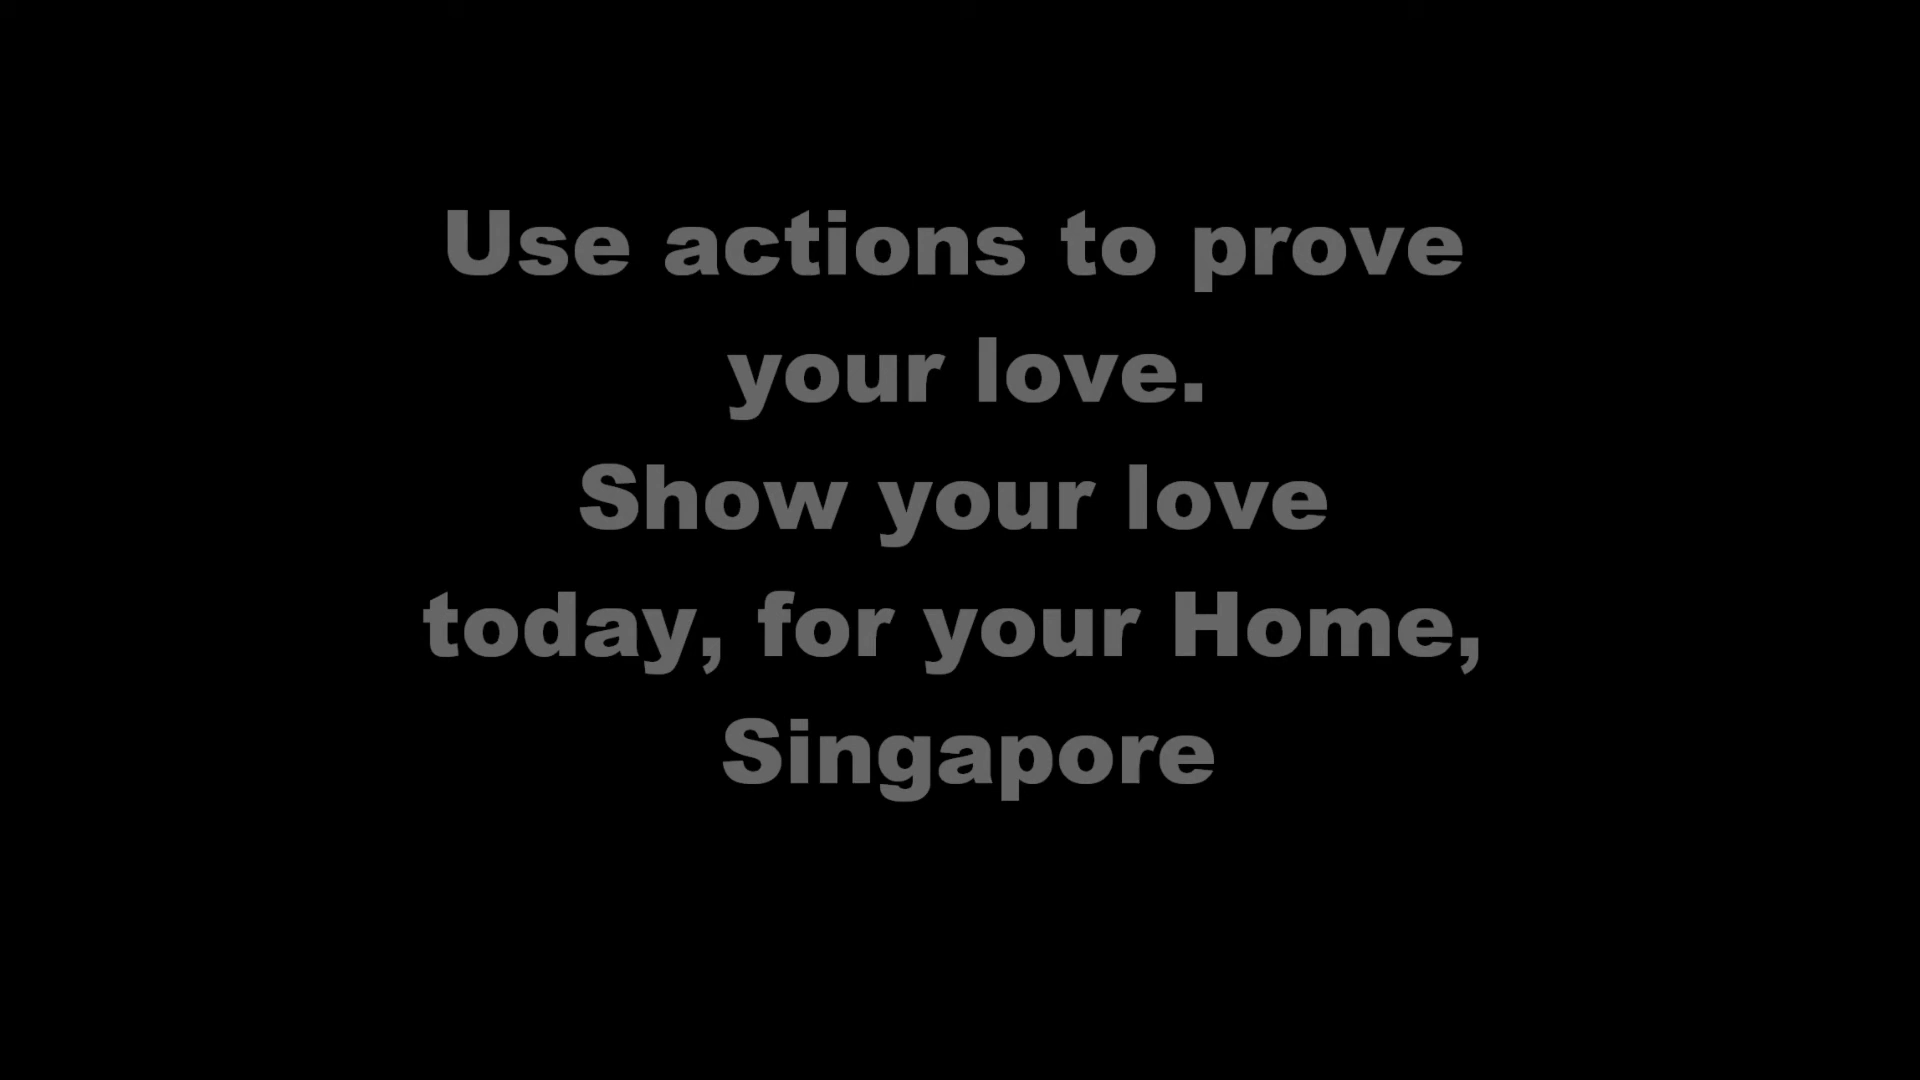 Use actions to prove
your love.
Show your love
today, for your Home,
Singapore